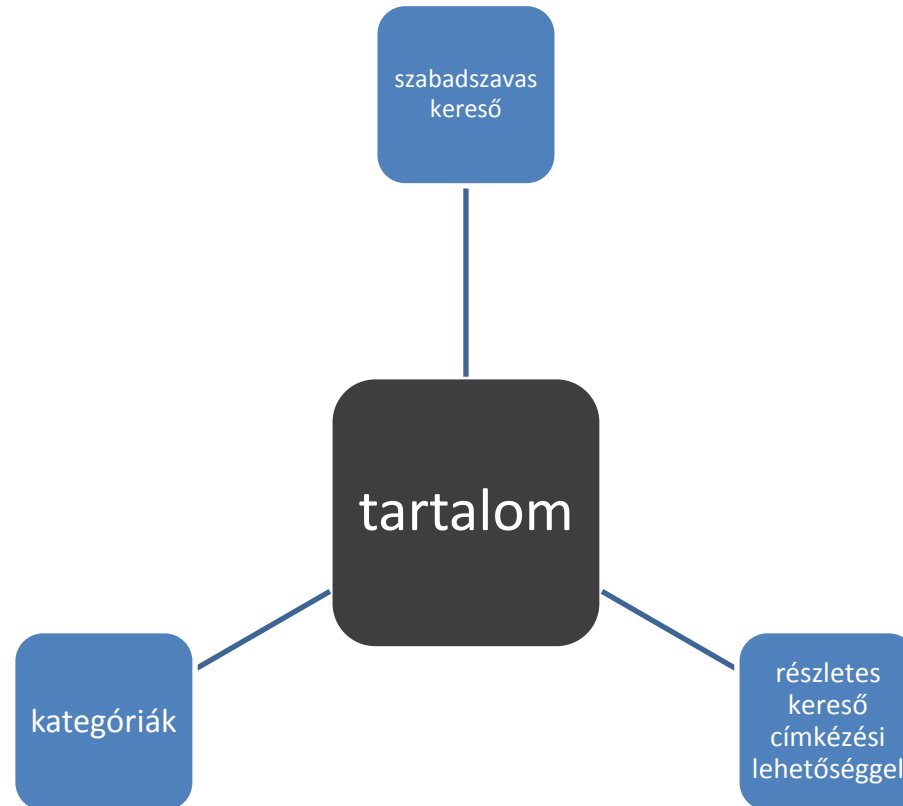 szabadszavas
kereső
tartalom
kategóriák
részletes
kereső
címkézési
lehetőséggel